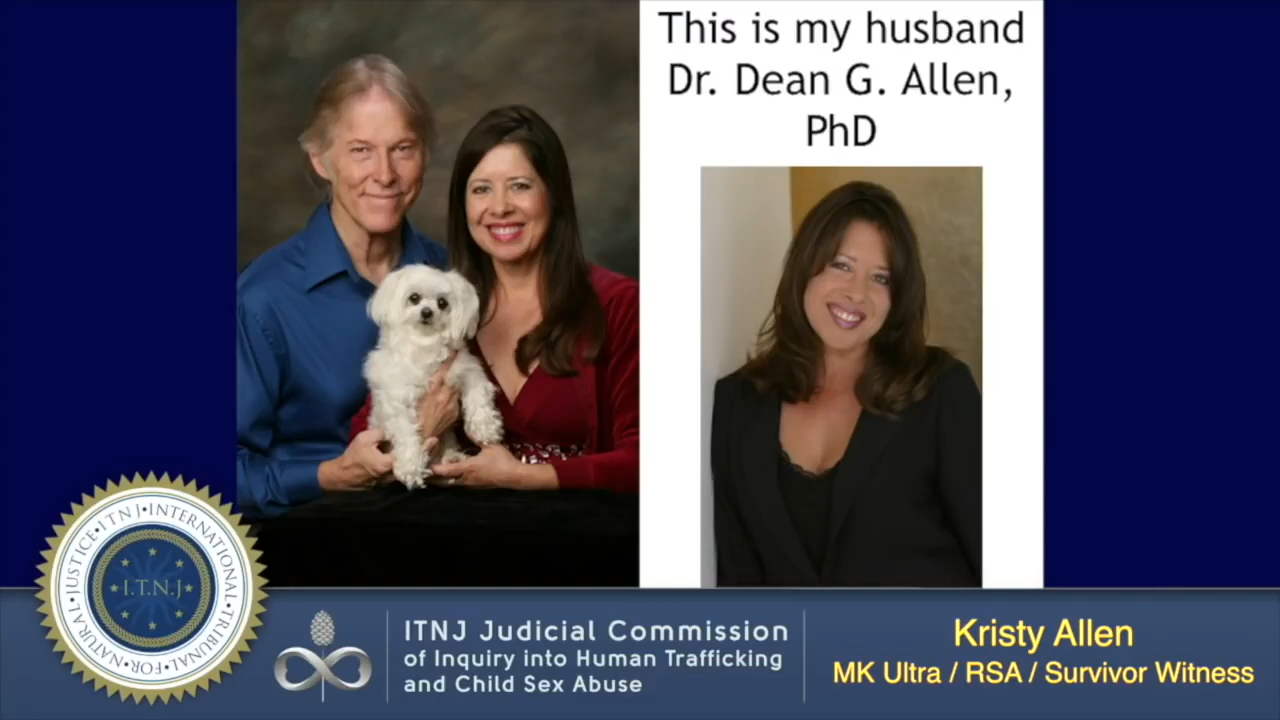 This is my husband
Dr. Dean G. Allen,
PhD
•I T N J•INTERNATIONAL•TRIBUNAL•FOR•NATURAL•JUSTICE
★I.T.N.J★
ITNJ Judicial Commission
of Inquiry into Human Trafficking
and Child Sex Abuse
Kristy Allen
MK Ultra / RSA / Survivor Witness